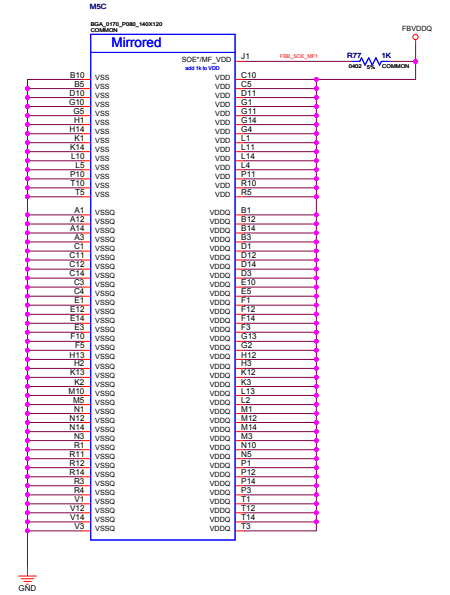 M5C
BGA_0170_P080_140X120
COMMON
Mirrored
FBVDDQ
SOE*/MF_VDD J1 FBB_SOE_MF1 R77 1K
add 1k to VDD
0402 5% COMMON
B10 VSS VDD C10
B5 VSS VDD C5
D10 VSS VDD D11
G10 VSS VDD G1
G5 VSS VDD G11
H1 VSS VDD G14
H14 VSS VDD G4
K1 VSS VDD L1
K14 VSS VDD L11
L10 VSS VDD L14
L5 VSS VDD L4
P10 VSS VDD P11
T10 VSS VDD R10
T5 VSS VDD R5
A1 VSSQ VDDQ B1
A12 VSSQ VDDQ B12
A14 VSSQ VDDQ B14
A3 VSSQ VDDQ B3
C1 VSSQ VDDQ D1
C11 VSSQ VDDQ D12
C12 VSSQ VDDQ D14
C14 VSSQ VDDQ D3
C3 VSSQ VDDQ E10
C4 VSSQ VDDQ E5
E1 VSSQ VDDQ F1
E12 VSSQ VDDQ F12
E14 VSSQ VDDQ F14
E3 VSSQ VDDQ F3
F10 VSSQ VDDQ G13
F5 VSSQ VDDQ G2
H13 VSSQ VDDQ H12
H2 VSSQ VDDQ H3
K13 VSSQ VDDQ K12
K2 VSSQ VDDQ K3
M10 VSSQ VDDQ L13
M5 VSSQ VDDQ L2
N1 VSSQ VDDQ M1
N12 VSSQ VDDQ M12
N14 VSSQ VDDQ M14
N3 VSSQ VDDQ M3
R1 VSSQ VDDQ N10
R11 VSSQ VDDQ N5
R12 VSSQ VDDQ P1
R14 VSSQ VDDQ P12
R3 VSSQ VDDQ P14
R4 VSSQ VDDQ P3
V1 VSSQ VDDQ T1
V12 VSSQ VDDQ T12
V14 VSSQ VDDQ T14
V3 VSSQ VDDQ T3
GND